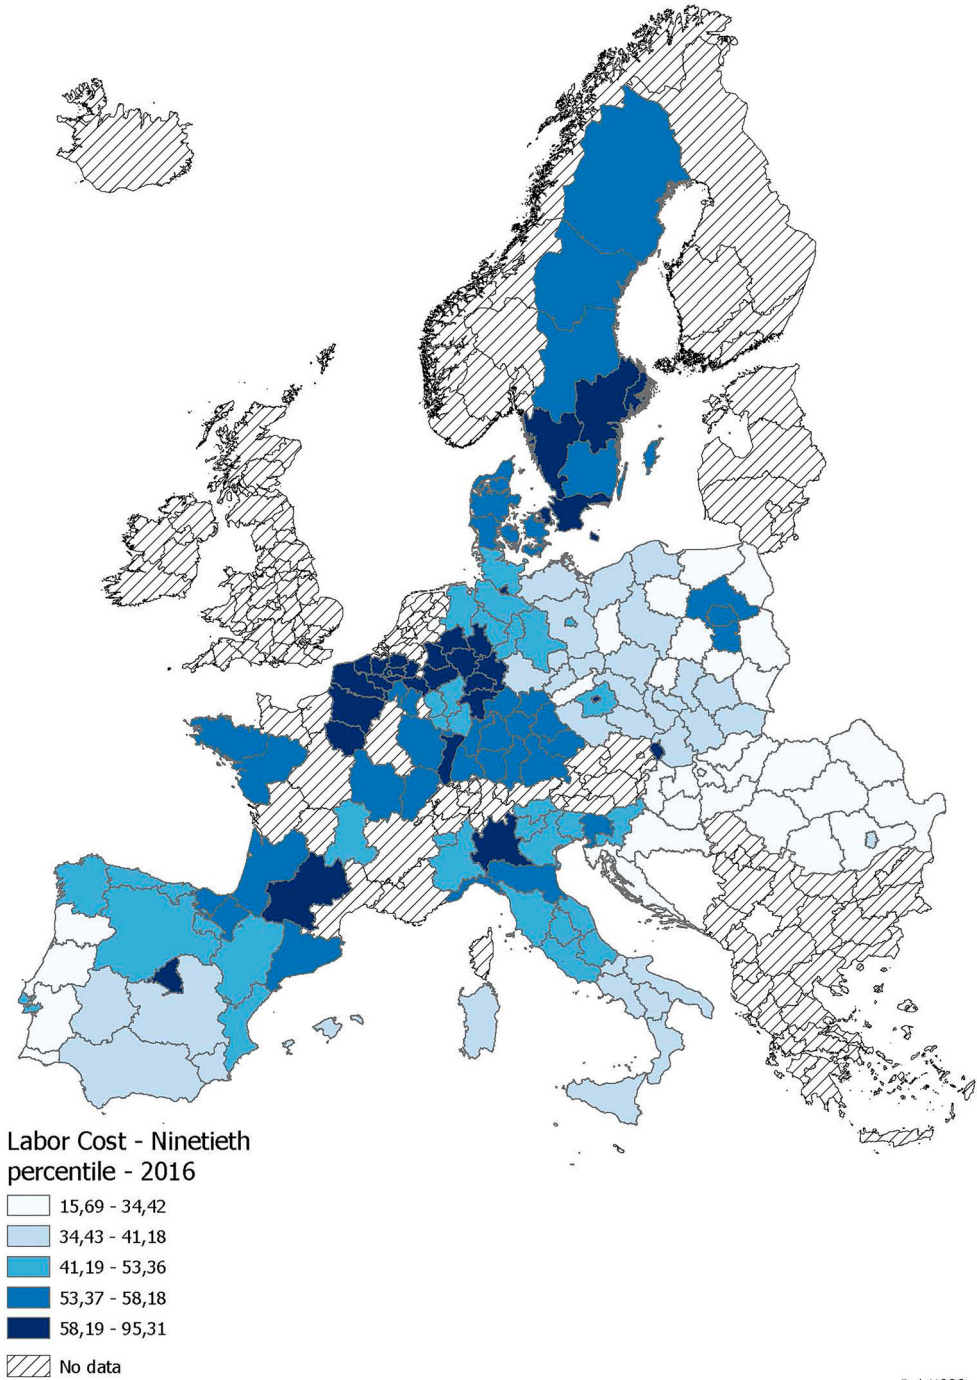 Labor Cost - Ninetieth
percentile - 2016
15,69 - 34,42
34,43 - 41,18
41,19 - 53,36
53,37 - 58,18
58,19 - 95,31
No data